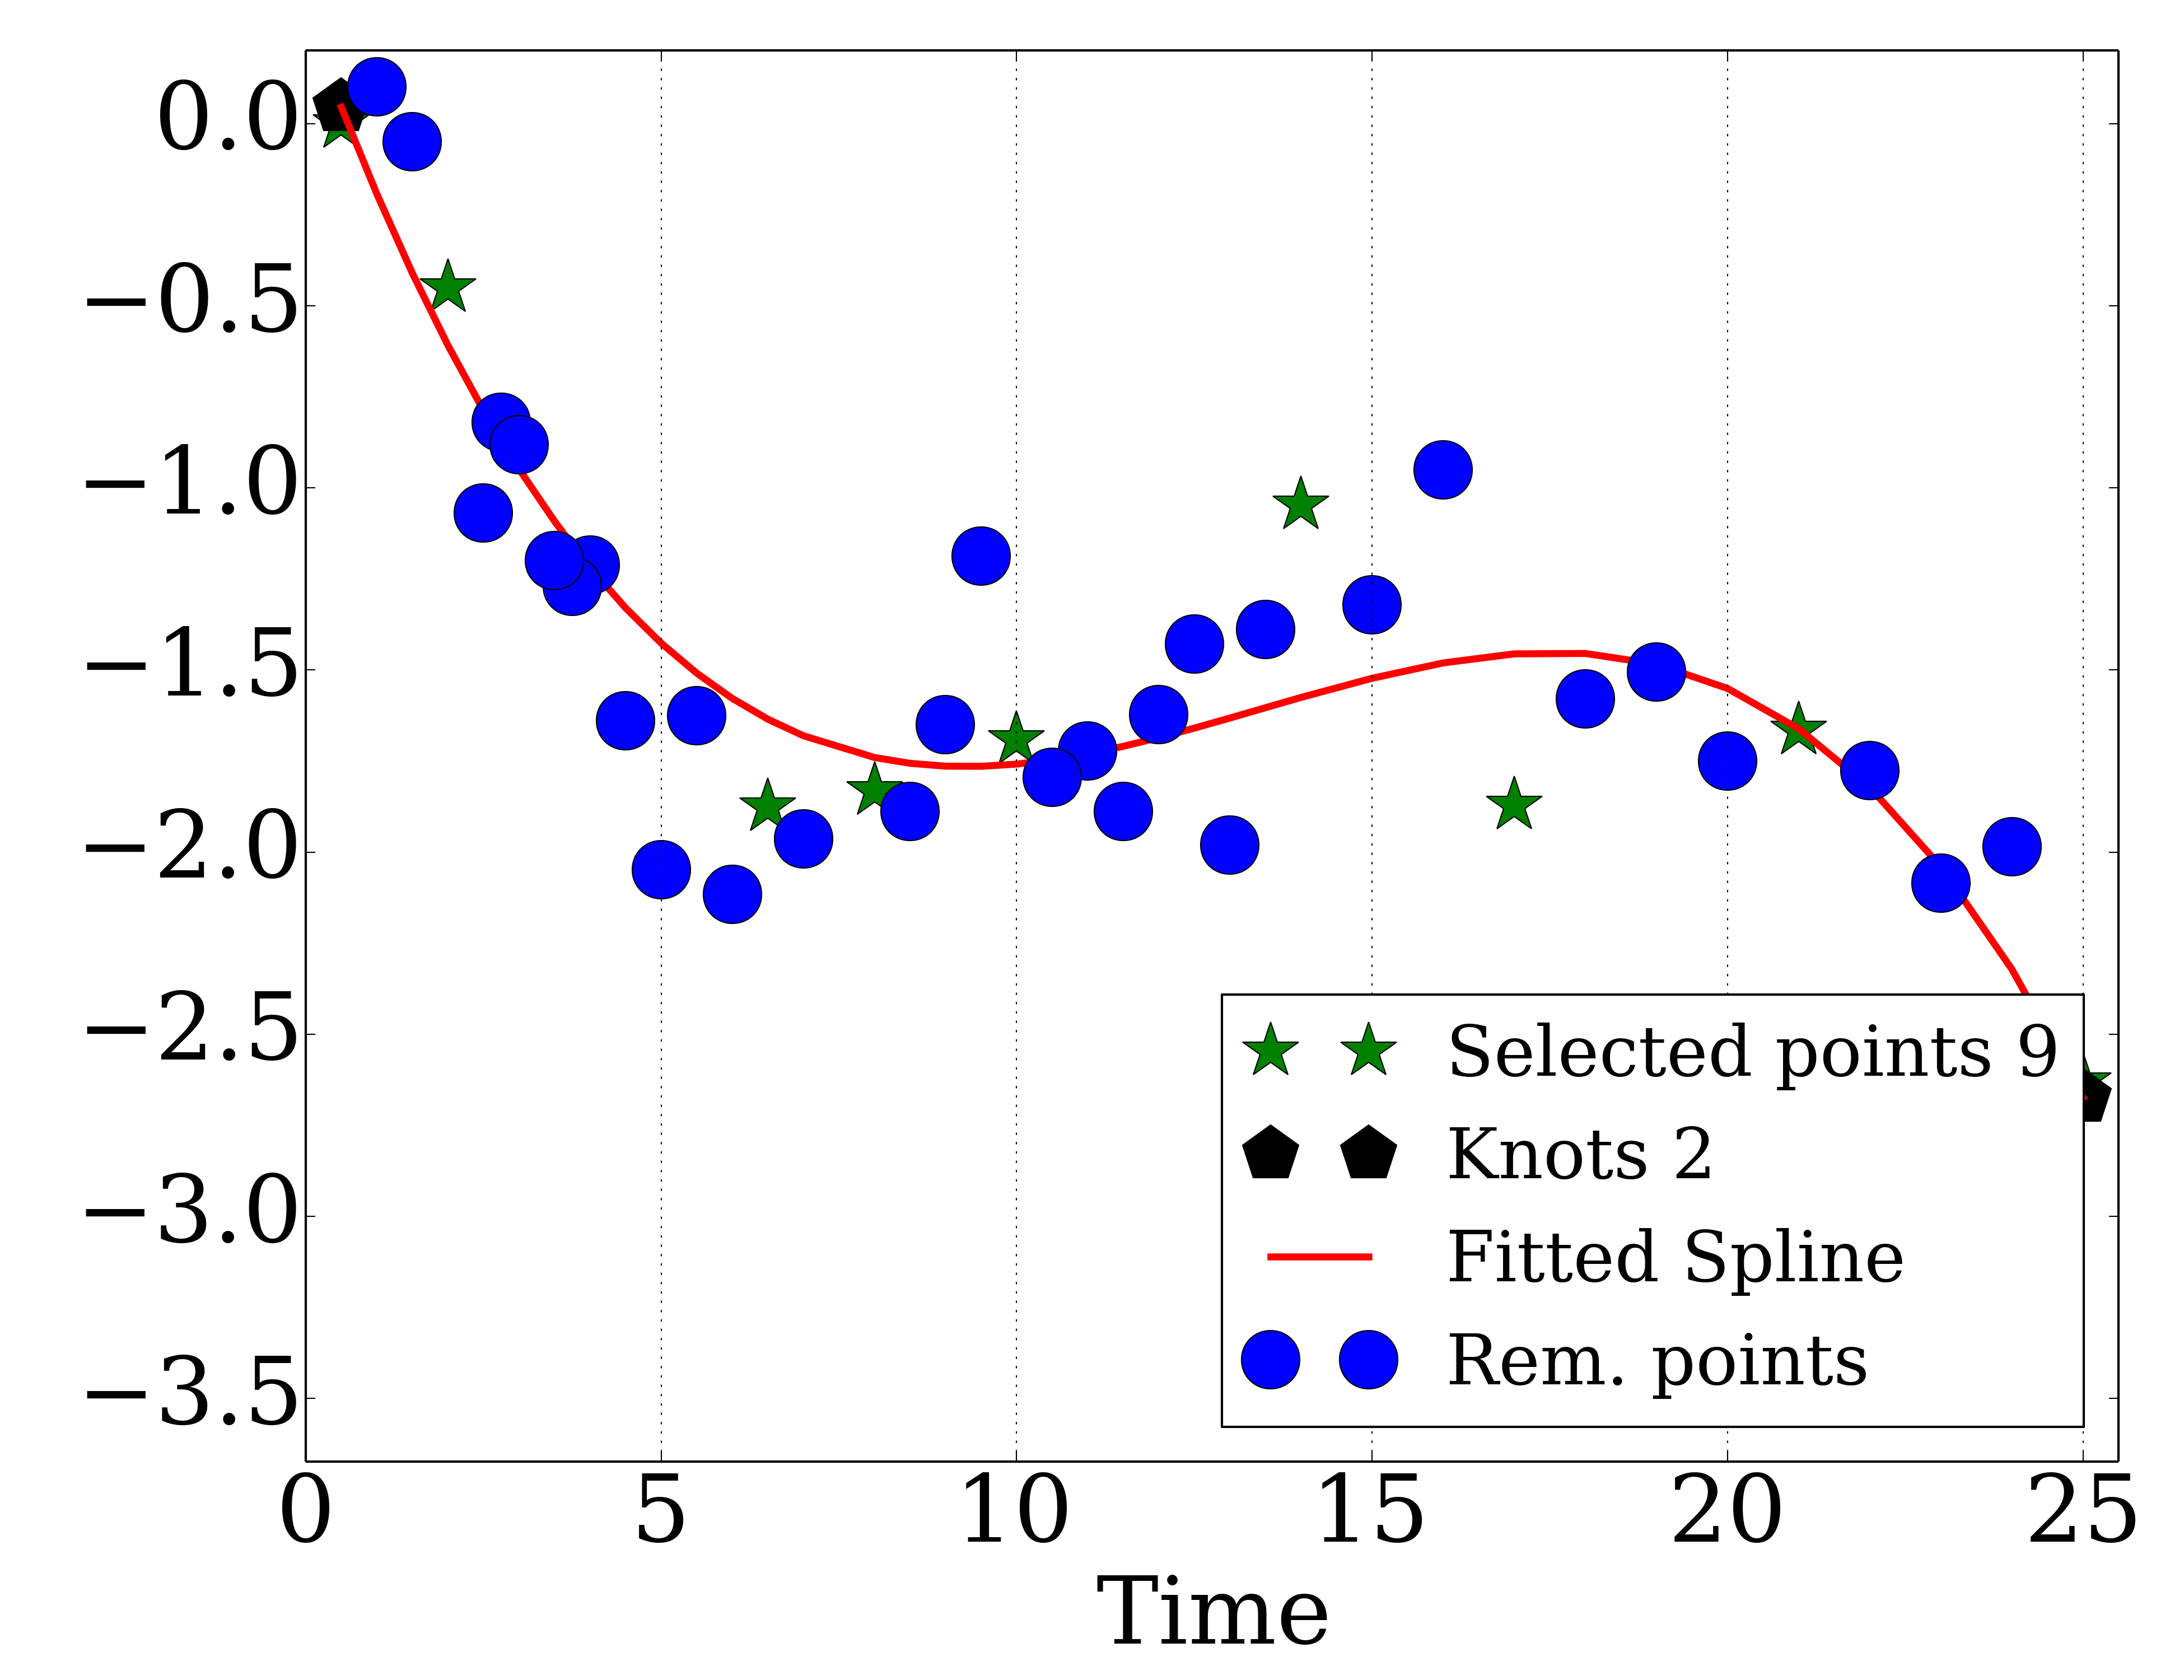 0.0
−0.5
−1.0
−1.5
−2.0
−2.5
−3.0
−3.5
Selected points 9
Knots 2
Fitted Spline
Rem. points
0 5 10 15 20 25
Time